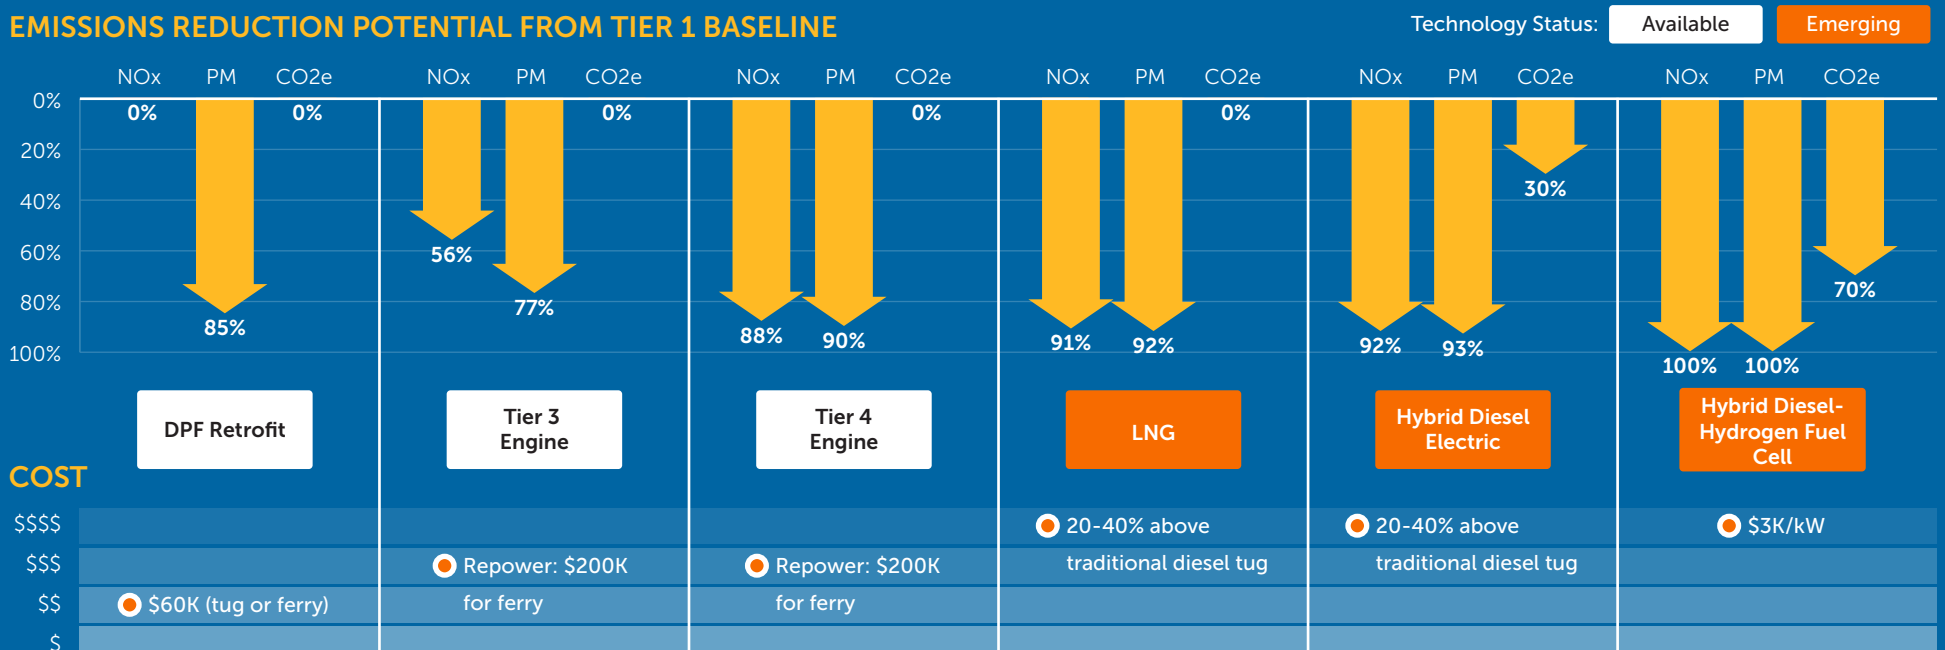 EMISSIONS REDUCTION POTENTIAL FROM TIER 1 BASELINE
Technology Status: Available Emerging
NOx PM CO2e NOx PM CO2e NOx PM CO2e NOx PM CO2e NOx PM CO2e NOx PM CO2e
0%
0% 0% 0% 0% 0%
20%
30%
40%
60%
56%
70%
80%
77%
85%
88% 90% 91% 92% 92% 93%
100%
100% 100%
DPF Retrofit
Tier 3
Engine
Tier 4
Engine
LNG
Hybrid Diesel
Electric
Hybrid Diesel-
Hydrogen Fuel
Cell
COST
$$$$
20-40% above
traditional diesel tug
20-40% above
traditional diesel tug
$3K/kW
$$$
Repower: $200K
for ferry
Repower: $200K
for ferry
$$
$60K (tug or ferry)
$